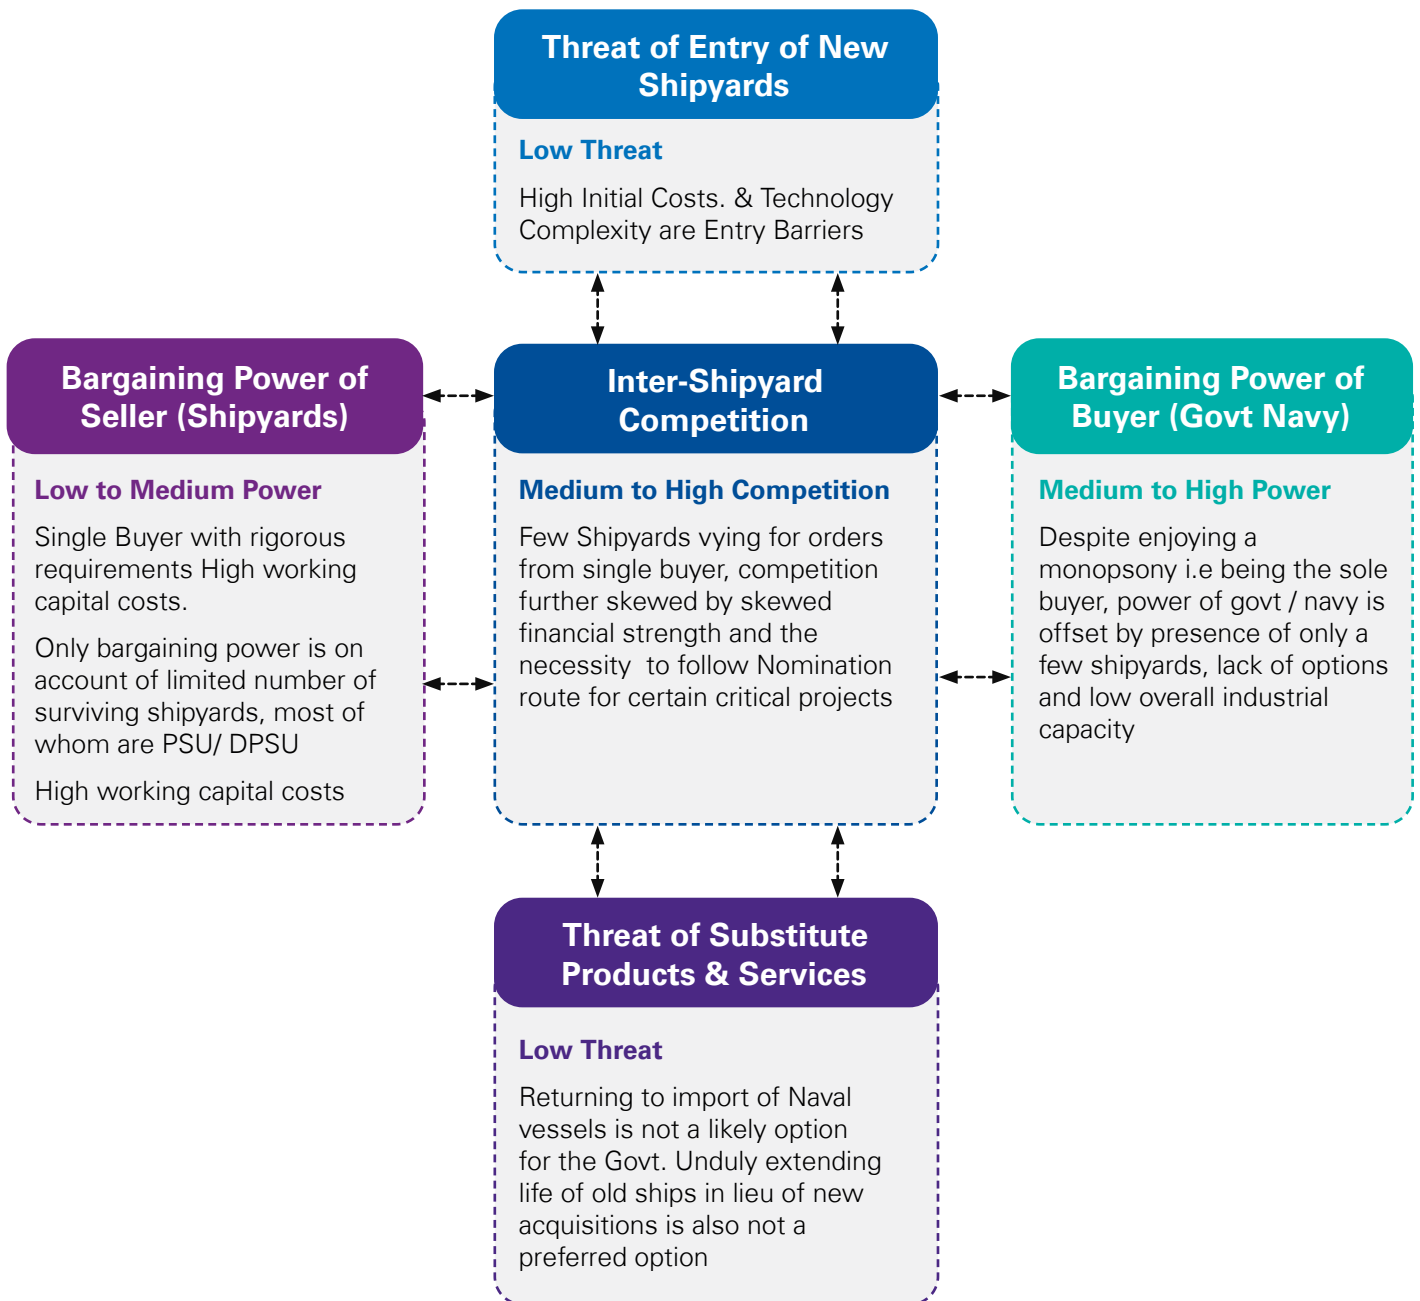 Threat of Entry of New
Shipyards
Low Threat
High Initial Costs. & Technology
Complexity are Entry Barriers
Bargaining Power of
Seller (Shipyards)
Low to Medium Power
Single Buyer with rigorous
requirements High working
capital costs.
Only bargaining power is on
account of limited number of
surviving shipyards, most of
whom are PSU/ DPSU
High working capital costs
Inter-Shipyard
Competition
Medium to High Competition
Few Shipyards vying for orders
from single buyer, competition
further skewed by skewed
financial strength and the
necessity  to follow Nomination
route for certain critical projects
Bargaining Power of
Buyer (Govt Navy)
Medium to High Power
Despite enjoying a
monopsony i.e being the sole
buyer, power of govt / navy is
offset by presence of only a
few shipyards, lack of options
and low overall industrial
capacity
Threat of Substitute
Products & Services
Low Threat
Returning to import of Naval
vessels is not a likely option
for the Govt. Unduly extending
life of old ships in lieu of new
acquisitions is also not a
preferred option